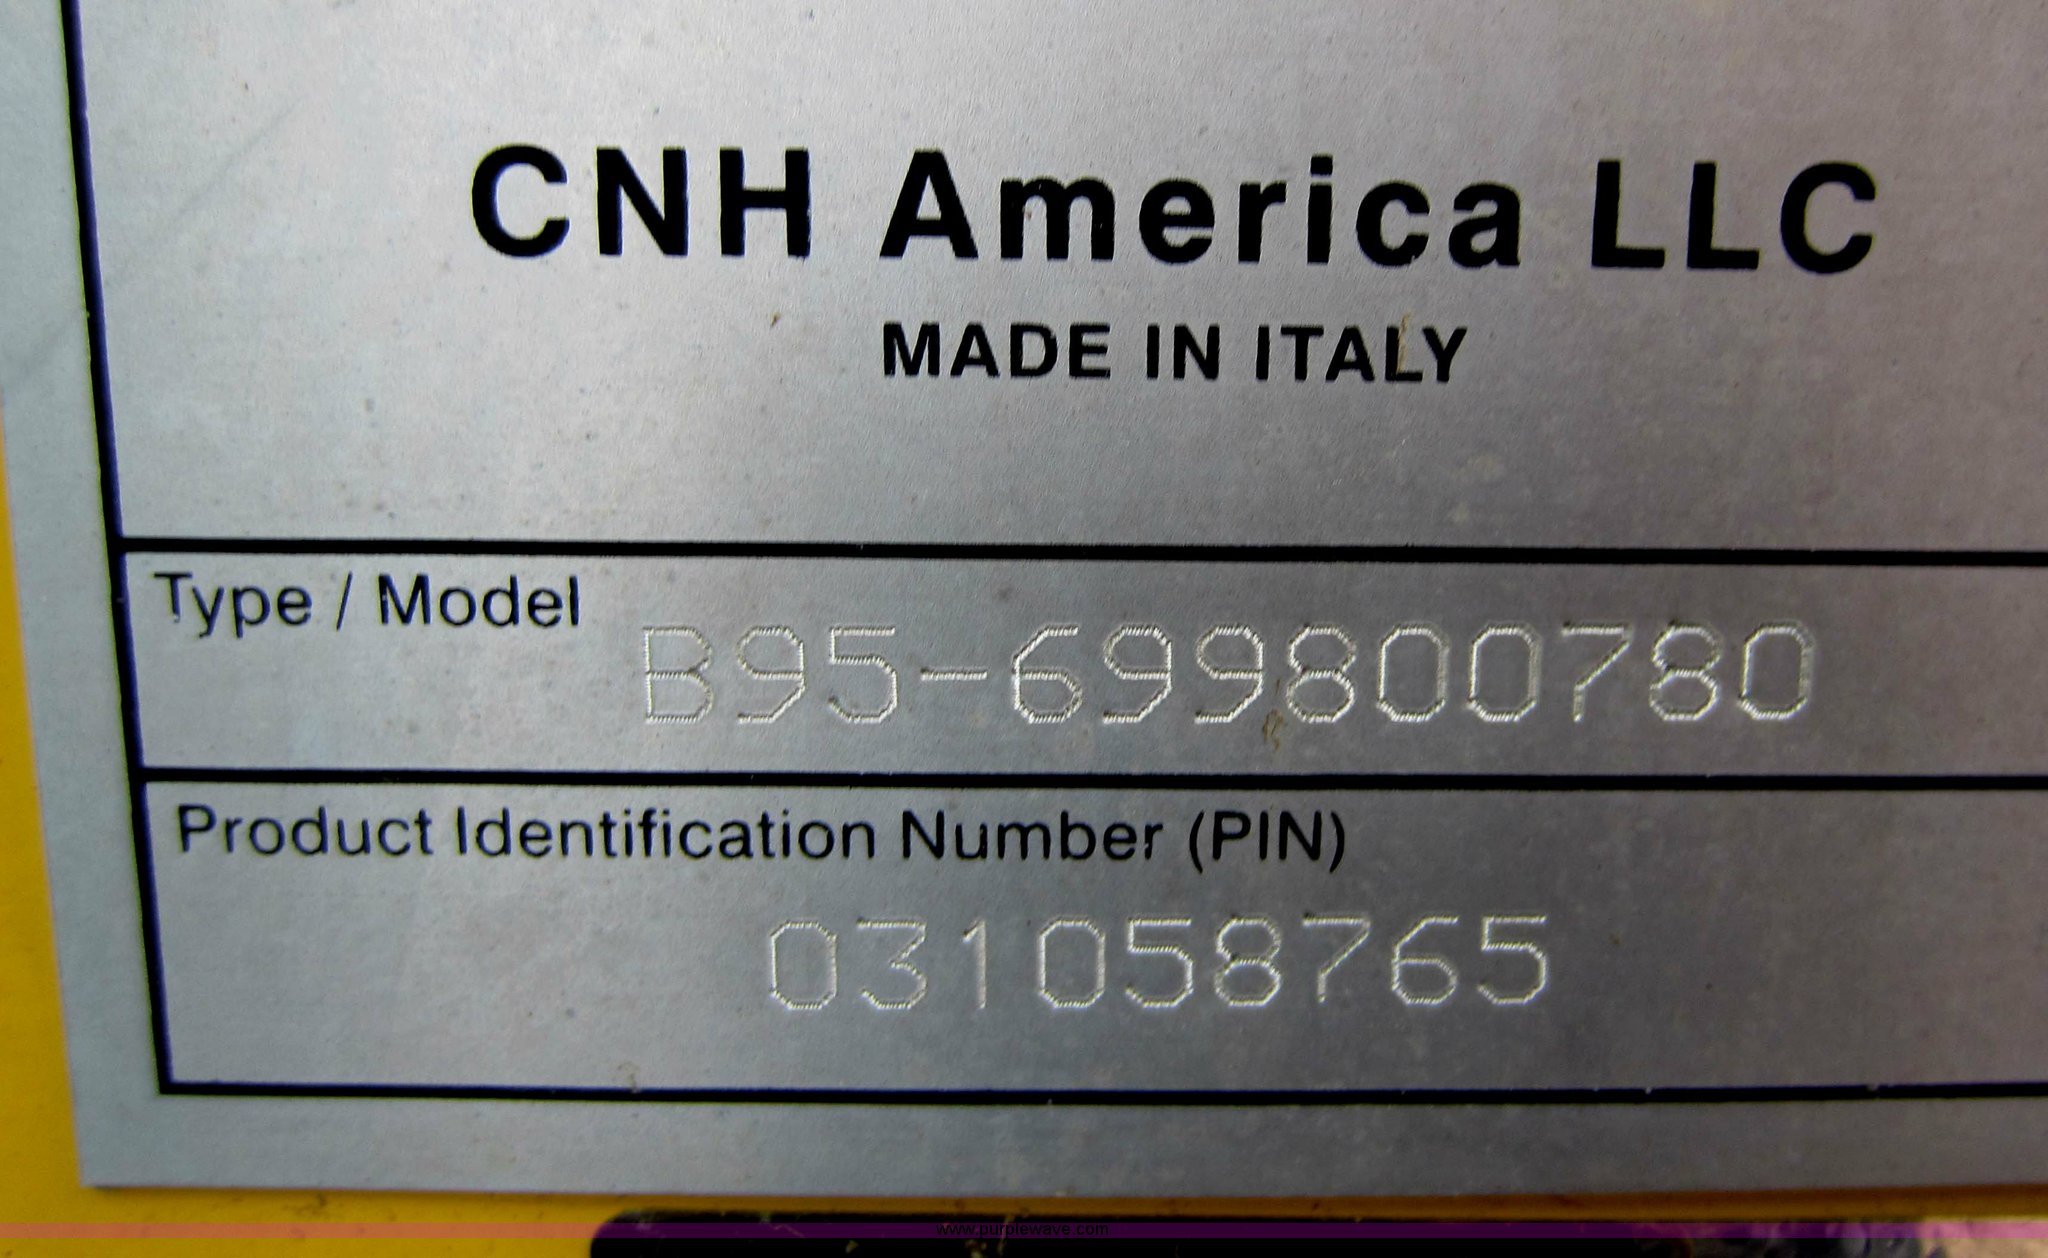 CNH America LLC
MADE IN ITALY
Type / Model
B95-699800780
Product Identification Number (PIN)
031058765
www.purplewave.com